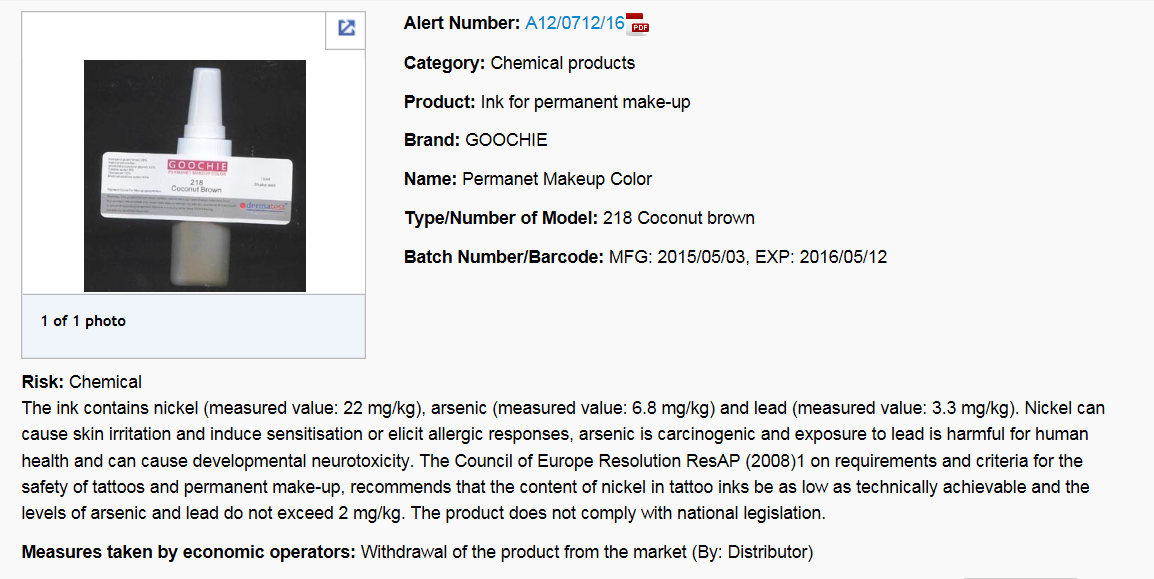 Alert Number: A12/0712/16 PDF
Category: Chemical products
Product: Ink for permanent make-up
Brand: GOOCHIE
Name: Permanet Makeup Color
Type/Number of Model: 218 Coconut brown
Batch Number/Barcode: MFG: 2015/05/03, EXP: 2016/05/12
GOOCHIE
PERMANENT MAKEUP COLOR
218
Coconut Brown
dermatest
1 of 1 photo
Risk: Chemical
The ink contains nickel (measured value: 22 mg/kg), arsenic (measured value: 6.8 mg/kg) and lead (measured value: 3.3 mg/kg). Nickel can
cause skin irritation and induce sensitisation or elicit allergic responses, arsenic is carcinogenic and exposure to lead is harmful for human
health and can cause developmental neurotoxicity. The Council of Europe Resolution ResAP (2008)1 on requirements and criteria for the
safety of tattoos and permanent make-up, recommends that the content of nickel in tattoo inks be as low as technically achievable and the
levels of arsenic and lead do not exceed 2 mg/kg. The product does not comply with national legislation.
Measures taken by economic operators: Withdrawal of the product from the market (By: Distributor)